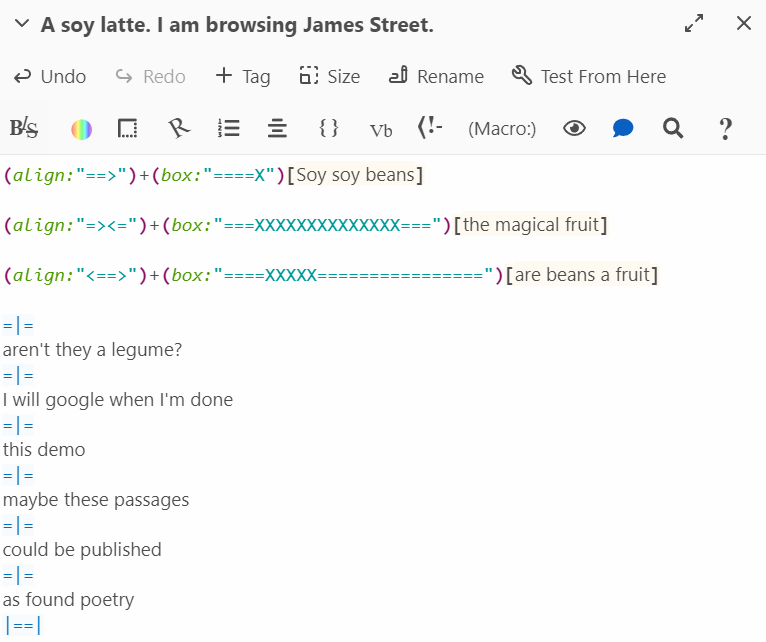 A soy latte. I am browsing James Street.
Undo Redo Tag Size Rename Test From Here
B/S {} Vb (!- (Macro:) ?
(align:"==>")+(box:"====X")[Soy soy beans]
(align:"=><=")+(box:"===XXXXXXXXXXXXXX===")[the magical fruit]
(align:"<==>")+(box:"====XXXXX================")[are beans a fruit]
=|=
aren't they a legume?
=|=
I will google when I'm done
=|=
this demo
=|=
maybe these passages
=|=
could be published
=|=
as found poetry
|==|